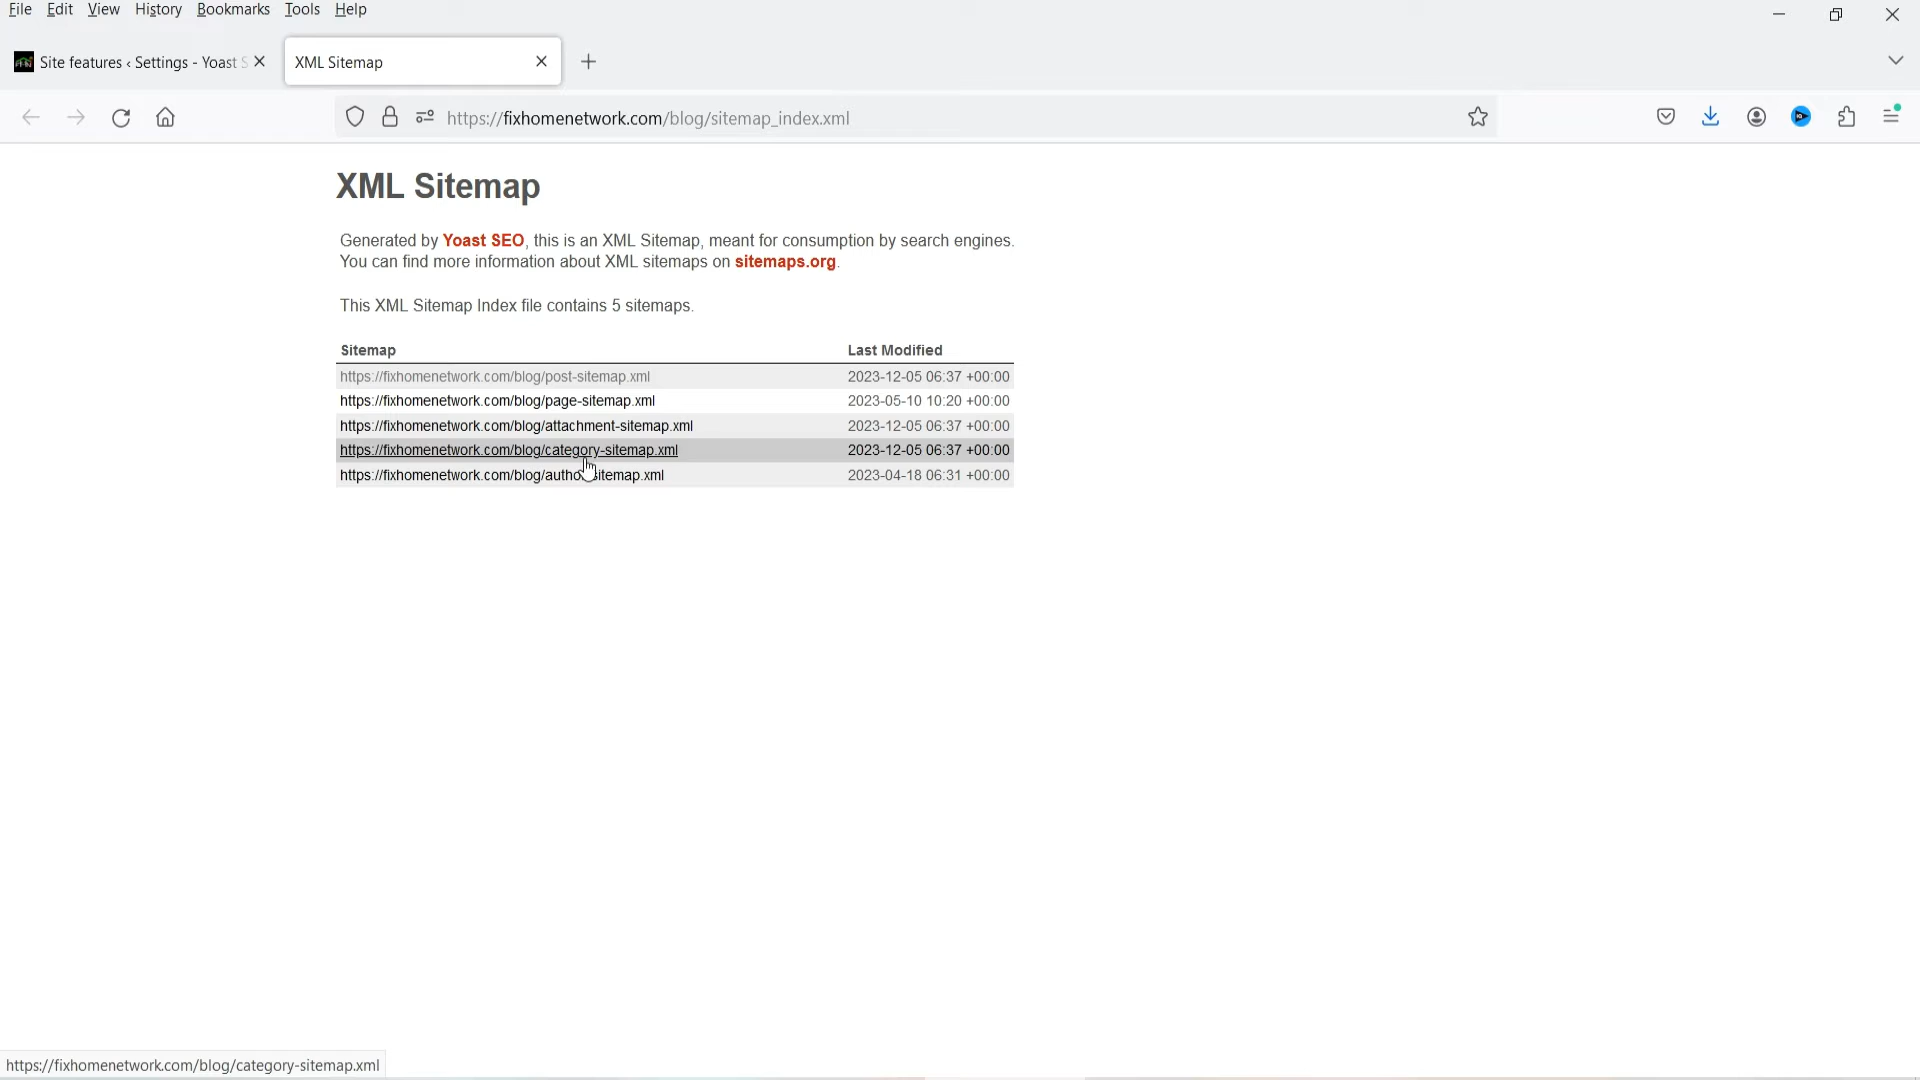 File Edit View History Bookmarks Tools Help
Site features ‹ Settings - Yoast S
XML Sitemap
https://fixhomenetwork.com/blog/sitemap_index.xml
XML Sitemap
Generated by Yoast SEO, this is an XML Sitemap, meant for consumption by search engines.
You can find more information about XML sitemaps on sitemaps.org.
This XML Sitemap Index file contains 5 sitemaps.
Sitemap Last Modified
https://fixhomenetwork.com/blog/post-sitemap.xml 2023-12-05 06:37 +00:00
https://fixhomenetwork.com/blog/page-sitemap.xml 2023-05-10 10:20 +00:00
https://fixhomenetwork.com/blog/attachment-sitemap.xml 2023-12-05 06:37 +00:00
https://fixhomenetwork.com/blog/category-sitemap.xml 2023-12-05 06:37 +00:00
https://fixhomenetwork.com/blog/author-sitemap.xml 2023-04-18 06:31 +00:00
https://fixhomenetwork.com/blog/category-sitemap.xml